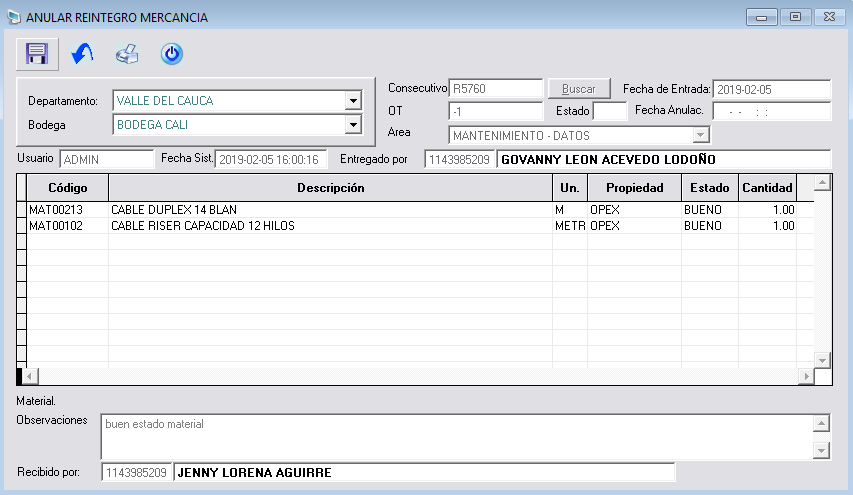 ANULAR REINTEGRO MERCANCIA
Departamento: VALLE DEL CAUCA
Bodega BODEGA CALI
Consecutivo R5760 Buscar Fecha de Entrada: 2019-02-05
OT -1 Estado Fecha Anulac. - - : :
Area MANTENIMIENTO - DATOS
Usuario ADMIN Fecha Sist. 2019-02-05 16:00:16 Entregado por 1143985209 GOVANNY LEON ACEVEDO LODOÑO
Código Descripción Un. Propiedad Estado Cantidad
MAT00213 CABLE DUPLEX 14 BLAN M OPEX BUENO 1.00
MAT00102 CABLE RISER CAPACIDAD 12 HILOS METR OPEX BUENO 1.00
Material.
Observaciones buen estado material
Recibido por: 1143985209 JENNY LORENA AGUIRRE